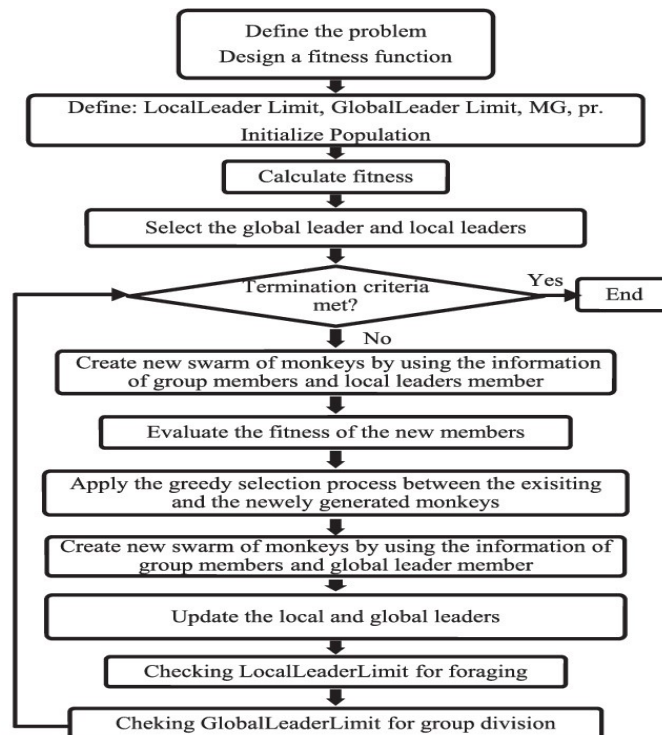 Define the problem
Design a fitness function
Define: LocalLeader Limit, GlobalLeader Limit, MG, pr.
Initialize Population
Calculate fitness
Select the global leader and local leaders
Termination criteria
met?
Yes
End
No
Create new swarm of monkeys by using the information
of group members and local leaders member
Evaluate the fitness of the new members
Apply the greedy selection process between the exisiting
and the newly generated monkeys
Create new swarm of monkeys by using the information of
group members and global leader member
Update the local and global leaders
Checking LocalLeaderLimit for foraging
Cheking GlobalLeaderLimit for group division